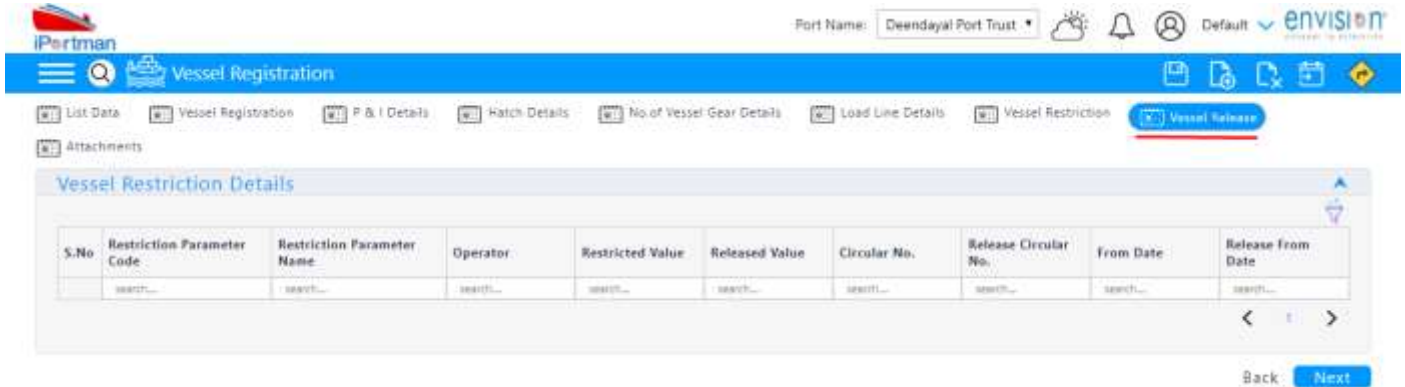 Port Name: Deendayal Port Trust Default envision
iPortman
Vessel Registration
List Data Vessel Registration P & I Details Hatch Details No.of Vessel Gear Details Load Line Details Vessel Restriction Vessel Release
Attachments
Vessel Restriction Details
S.No Restriction Parameter Code Restriction Parameter Name Operator Restricted Value Released Value Circular No. Release Circular No. From Date Release From Date
search... search... search... search... search... search... search... search... search...
1
Back Next